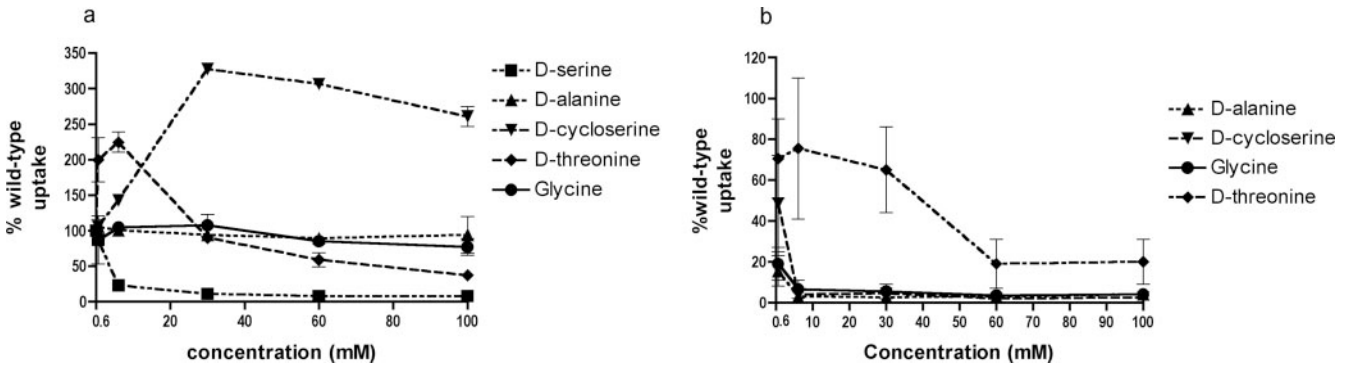 a
350
300
250
200
150
100
50
0
% wild-type
uptake
0.6
20
40
60
80
100
concentration (mM)
D-serine
D-alanine
D-cycloserine
D-threonine
Glycine
b
120
100
80
60
40
20
0
%wild-type
uptake
0.6
10
20
30
40
50
60
70
80
90
100
Concentration (mM)
D-alanine
D-cycloserine
Glycine
D-threonine